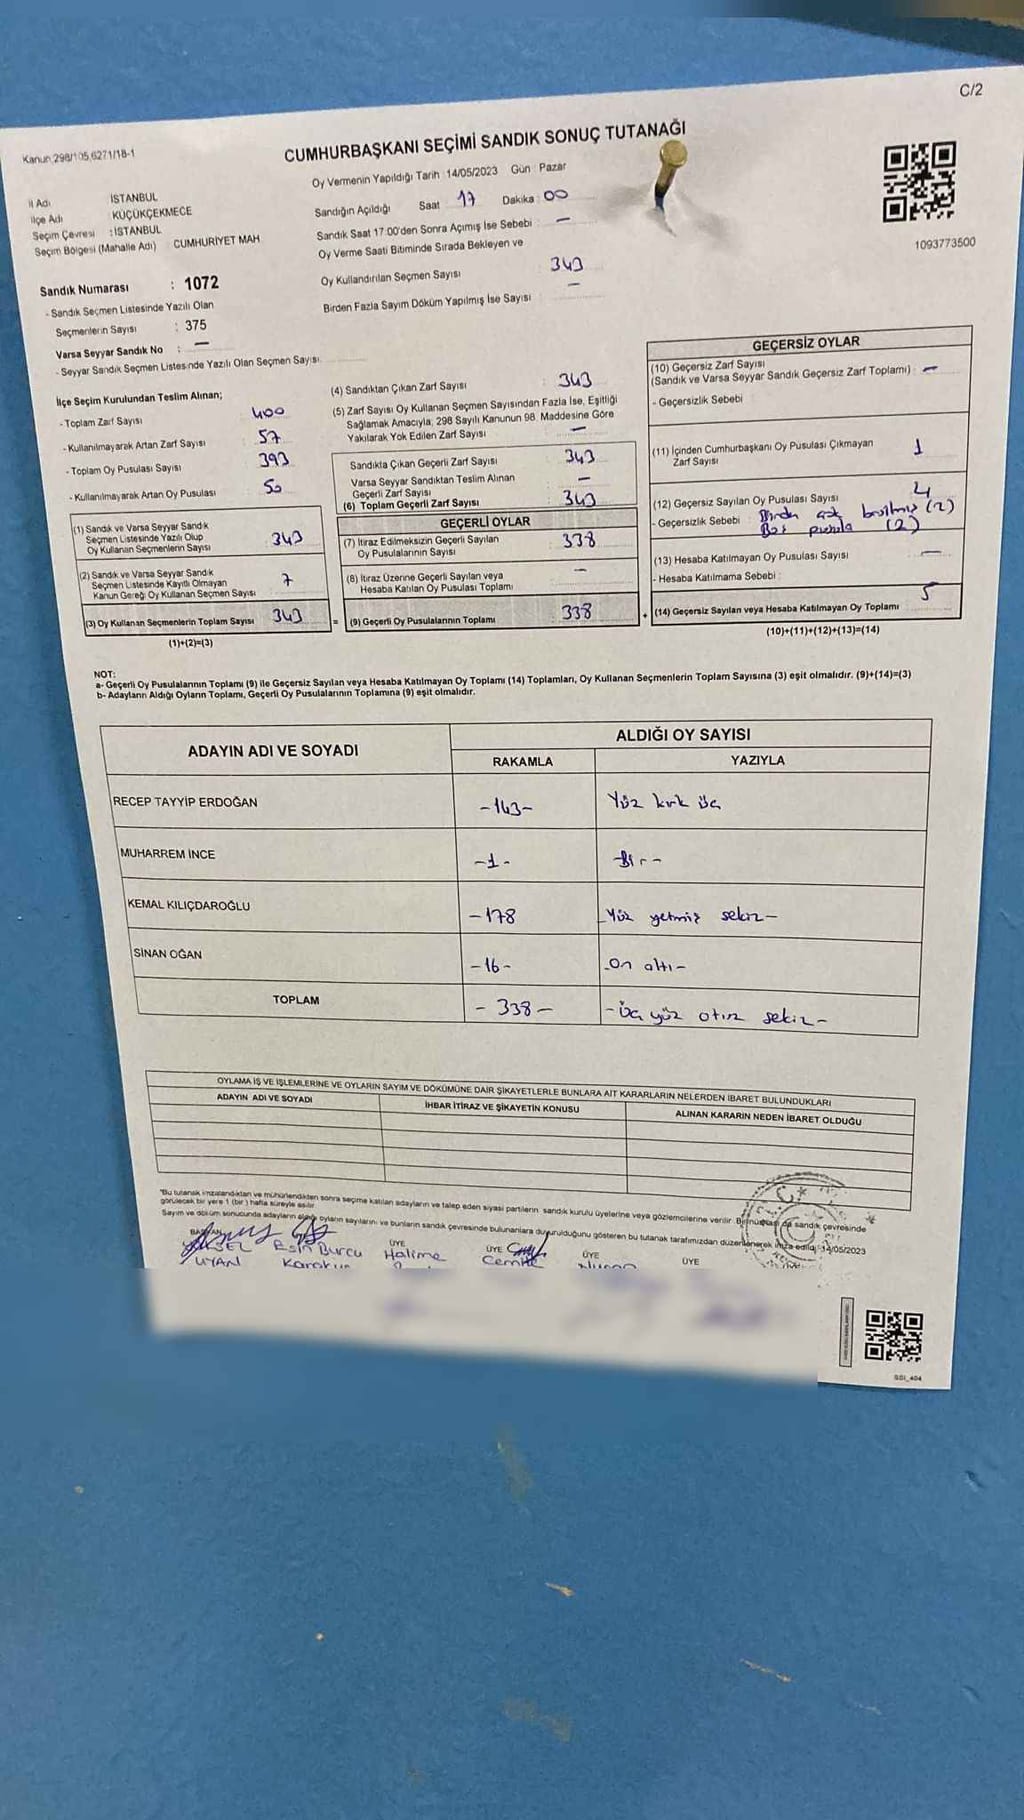 C/2
Kanun,298/105,6271/18-1
CUMHURBAŞKANI SEÇİMİ SANDIK SONUÇ TUTANAĞI
Oy Vermenin Yapıldığı Tarih :14/05/2023 Gün : Pazar
İl Adı İSTANBUL
İlçe Adı KÜÇÜKÇEKMECE
Seçim Çevresi :İSTANBUL
Seçim Bölgesi (Mahalle Adı) CUMHURİYET MAH
Sandığın Açıldığı Saat 17 Dakika : 00
Sandık Saat 17:00'den Sonra Açımış İse Sebebi : —
Oy Verme Saati Bitiminde Sırada Bekleyen ve
Oy Kullandırılan Seçmen Sayısı 343
Birden Fazla Sayım Döküm Yapılmış İse Sayısı —
1093773500
Sandık Numarası : 1072
- Sandık Seçmen Listesinde Yazılı Olan
Seçmenlerin Sayısı : 375
Varsa Seyyar Sandık No : —
- Seyyar Sandık Seçmen Listesinde Yazılı Olan Seçmen Sayısı
İlçe Seçim Kurulundan Teslim Alınan;
- Toplam Zarf Sayısı 400
- Kullanılmayarak Artan Zarf Sayısı 57
- Toplam Oy Pusulası Sayısı 393
- Kullanılmayarak Artan Oy Pusulası 50
(1) Sandık ve Varsa Seyyar Sandık
Seçmen Listesinde Yazılı Olup
Oy Kullanan Seçmenlerin Sayısı 343
(2) Sandık ve Varsa Seyyar Sandık
Seçmen Listesinde Kayıtlı Olmayan
Kanun Gereği Oy Kullanan Seçmen Sayısı 7
(3) Oy Kullanan Seçmenlerin Toplam Sayısı 343
(1)+(2)=(3)
(4) Sandıktan Çıkan Zarf Sayısı : 343
(5) Zarf Sayısı Oy Kullanan Seçmen Sayısından Fazla İse, Eşitliği
Sağlamak Amacıyla; 298 Sayılı Kanunun 98. Maddesine Göre
Yakılarak Yok Edilen Zarf Sayısı —
Sandıkta Çıkan Geçerli Zarf Sayısı 343
Varsa Seyyar Sandıktan Teslim Alınan
Geçerli Zarf Sayısı —
(6) Toplam Geçerli Zarf Sayısı 343
GEÇERLİ OYLAR
(7) İtiraz Edilmeksizin Geçerli Sayılan
Oy Pusulalarının Sayısı 338
(8) İtiraz Üzerine Geçerli Sayılan veya
Hesaba Katılan Oy Pusulası Toplamı —
= (9) Geçerli Oy Pusulalarının Toplamı 338 +
GEÇERSİZ OYLAR
(10) Geçersiz Zarf Sayısı
(Sandık ve Varsa Seyyar Sandık Geçersiz Zarf Toplamı) : —
- Geçersizlik Sebebi
(11) İçinden Cumhurbaşkanı Oy Pusulası Çıkmayan
Zarf Sayısı 1
(12) Geçersiz Sayılan Oy Pusulası Sayısı 4
- Geçersizlik Sebebi : Birden çok basılmış (2)
Boş pusula (2)
(13) Hesaba Katılmayan Oy Pusulası Sayısı —
- Hesaba Katılmama Sebebi :
(14) Geçersiz Sayılan veya Hesaba Katılmayan Oy Toplamı 5
(10)+(11)+(12)+(13)=(14)
NOT:
a- Geçerli Oy Pusulalarının Toplamı (9) ile Geçersiz Sayılan veya Hesaba Katılmayan Oy Toplamı (14) Toplamları, Oy Kullanan Seçmenlerin Toplam Sayısına (3) eşit olmalıdır. (9)+(14)=(3)
b- Adayların Aldığı Oyların Toplamı, Geçerli Oy Pusulalarının Toplamına (9) eşit olmalıdır.
ADAYIN ADI VE SOYADI ALDIĞI OY SAYISI
RAKAMLA YAZIYLA
RECEP TAYYİP ERDOĞAN -143- Yüz kırk üç
MUHARREM İNCE -1- -Bir-
KEMAL KILIÇDAROĞLU -178 -Yüz yetmiş sekiz-
SİNAN OĞAN -16- -On altı-
TOPLAM -338- -üç yüz otuz sekiz-
OYLAMA İŞ VE İŞLEMLERİNE VE OYLARIN SAYIM VE DÖKÜMÜNE DAİR ŞİKAYETLERLE BUNLARA AİT KARARLARIN NELERDEN İBARET BULUNDUKLARI
ADAYIN ADI VE SOYADI İHBAR İTİRAZ VE ŞİKAYETİN KONUSU ALINAN KARARIN NEDEN İBARET OLDUĞU
*Bu tutanak imzalandıktan ve mühürlendikten sonra seçime katılan adayların ve talep eden siyasi partilerin sandık kurulu üyelerine veya gözlemcilerine verilir. Bir nüshası da sandık çevresinde
görülecek bir yere 1 (bir) hafta süreyle asılır.
Sayım ve döküm sonucunda adayların aldığı oyların sayılarını ve bunların sandık çevresinde bulunanlara duyurulduğunu gösteren bu tutanak tarafımızdan düzenlenerek imza edildi. 14/05/2023
BAŞKAN ÜYE ÜYE ÜYE ÜYE
YÜKSEL Esin Burcu Halime Cemile
UYAN
SSI_404